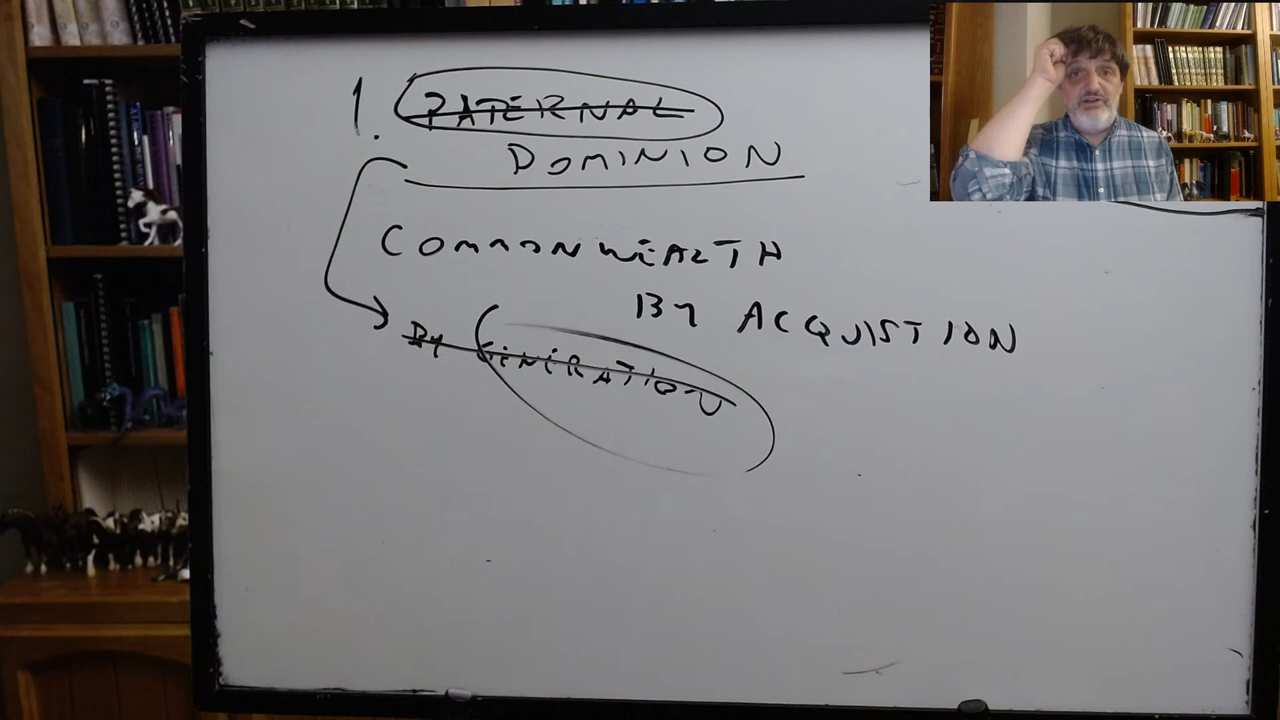 1. PATERNAL
DOMINION
COMMONWEALTH
BY ACQUISTION
By GENERATION